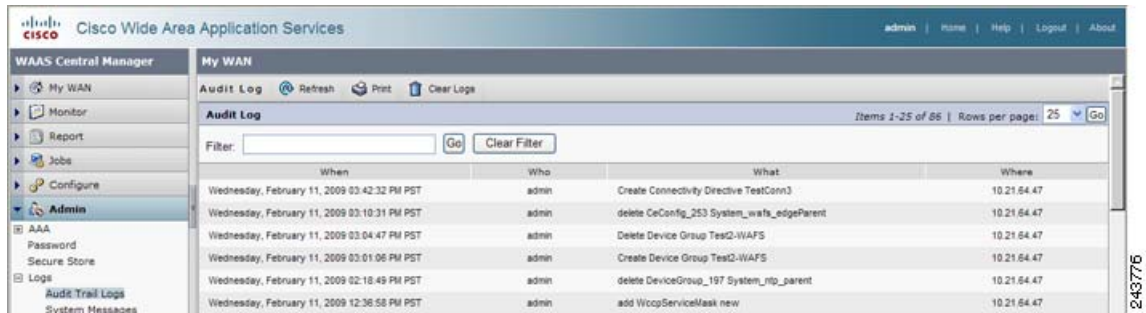 CISCO Cisco Wide Area Application Services admin | Home | Help | Logout | About
WAAS Central Manager My WAN
My WAN
Monitor
Report
Jobs
Configure
Admin
AAA
Password
Secure Store
Logs
Audit Trail Logs
System Messages
Audit Log Refresh Print Clear Logs
Audit Log Items 1-25 of 86 | Rows per page: 25 Go
Filter: Go Clear Filter
When Who What Where
Wednesday, February 11, 2009 03:42:32 PM PST admin Create Connectivity Directive TestConn3 10.21.64.47
Wednesday, February 11, 2009 03:10:31 PM PST admin delete CeConfig_253 System_wafs_edgeParent 10.21.64.47
Wednesday, February 11, 2009 03:04:47 PM PST admin Delete Device Group Test2-WAFS 10.21.64.47
Wednesday, February 11, 2009 03:01:06 PM PST admin Create Device Group Test2-WAFS 10.21.64.47
Wednesday, February 11, 2009 02:18:49 PM PST admin delete DeviceGroup_197 System_ntp_parent 10.21.64.47
Wednesday, February 11, 2009 12:36:58 PM PST admin add WccpServiceMask new 10.21.64.47
243776